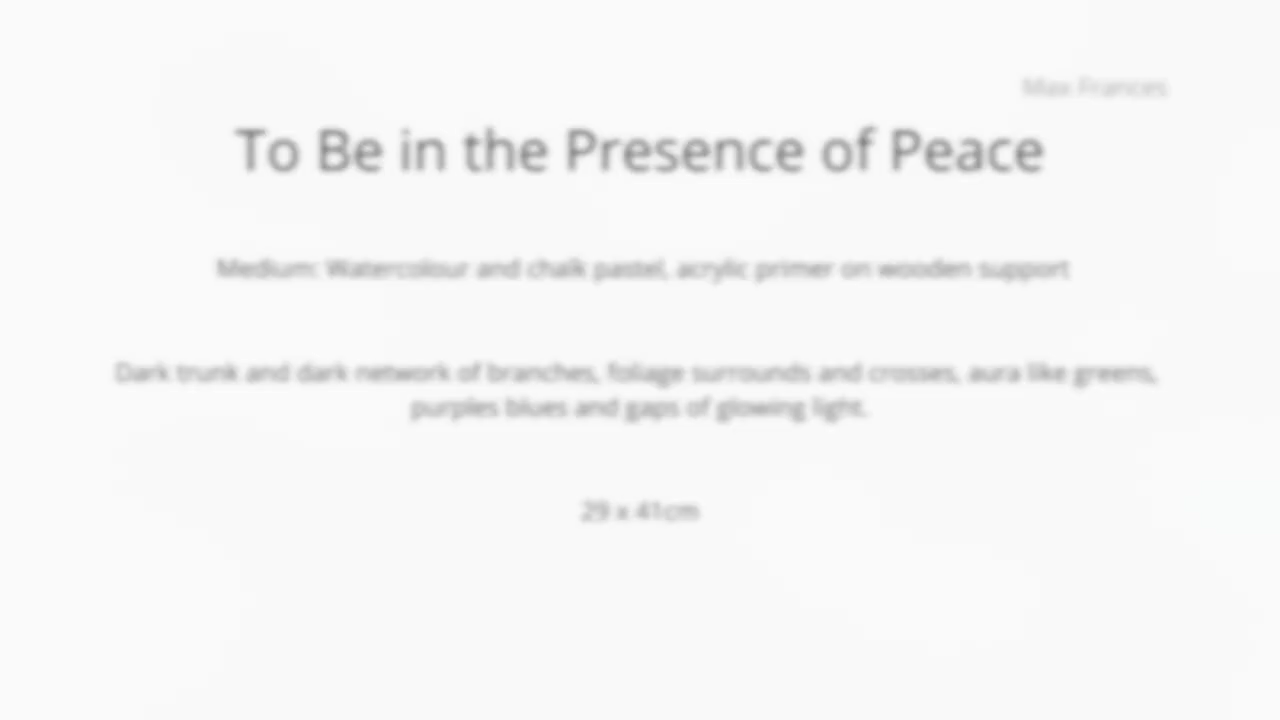 Max Frances
To Be in the Presence of Peace
Medium: Watercolour and chalk pastel, acrylic primer on wooden support
Dark trunk and dark network of branches, foliage surrounds and crosses, aura like greens,
purples blues and gaps of glowing light.
29 x 41cm